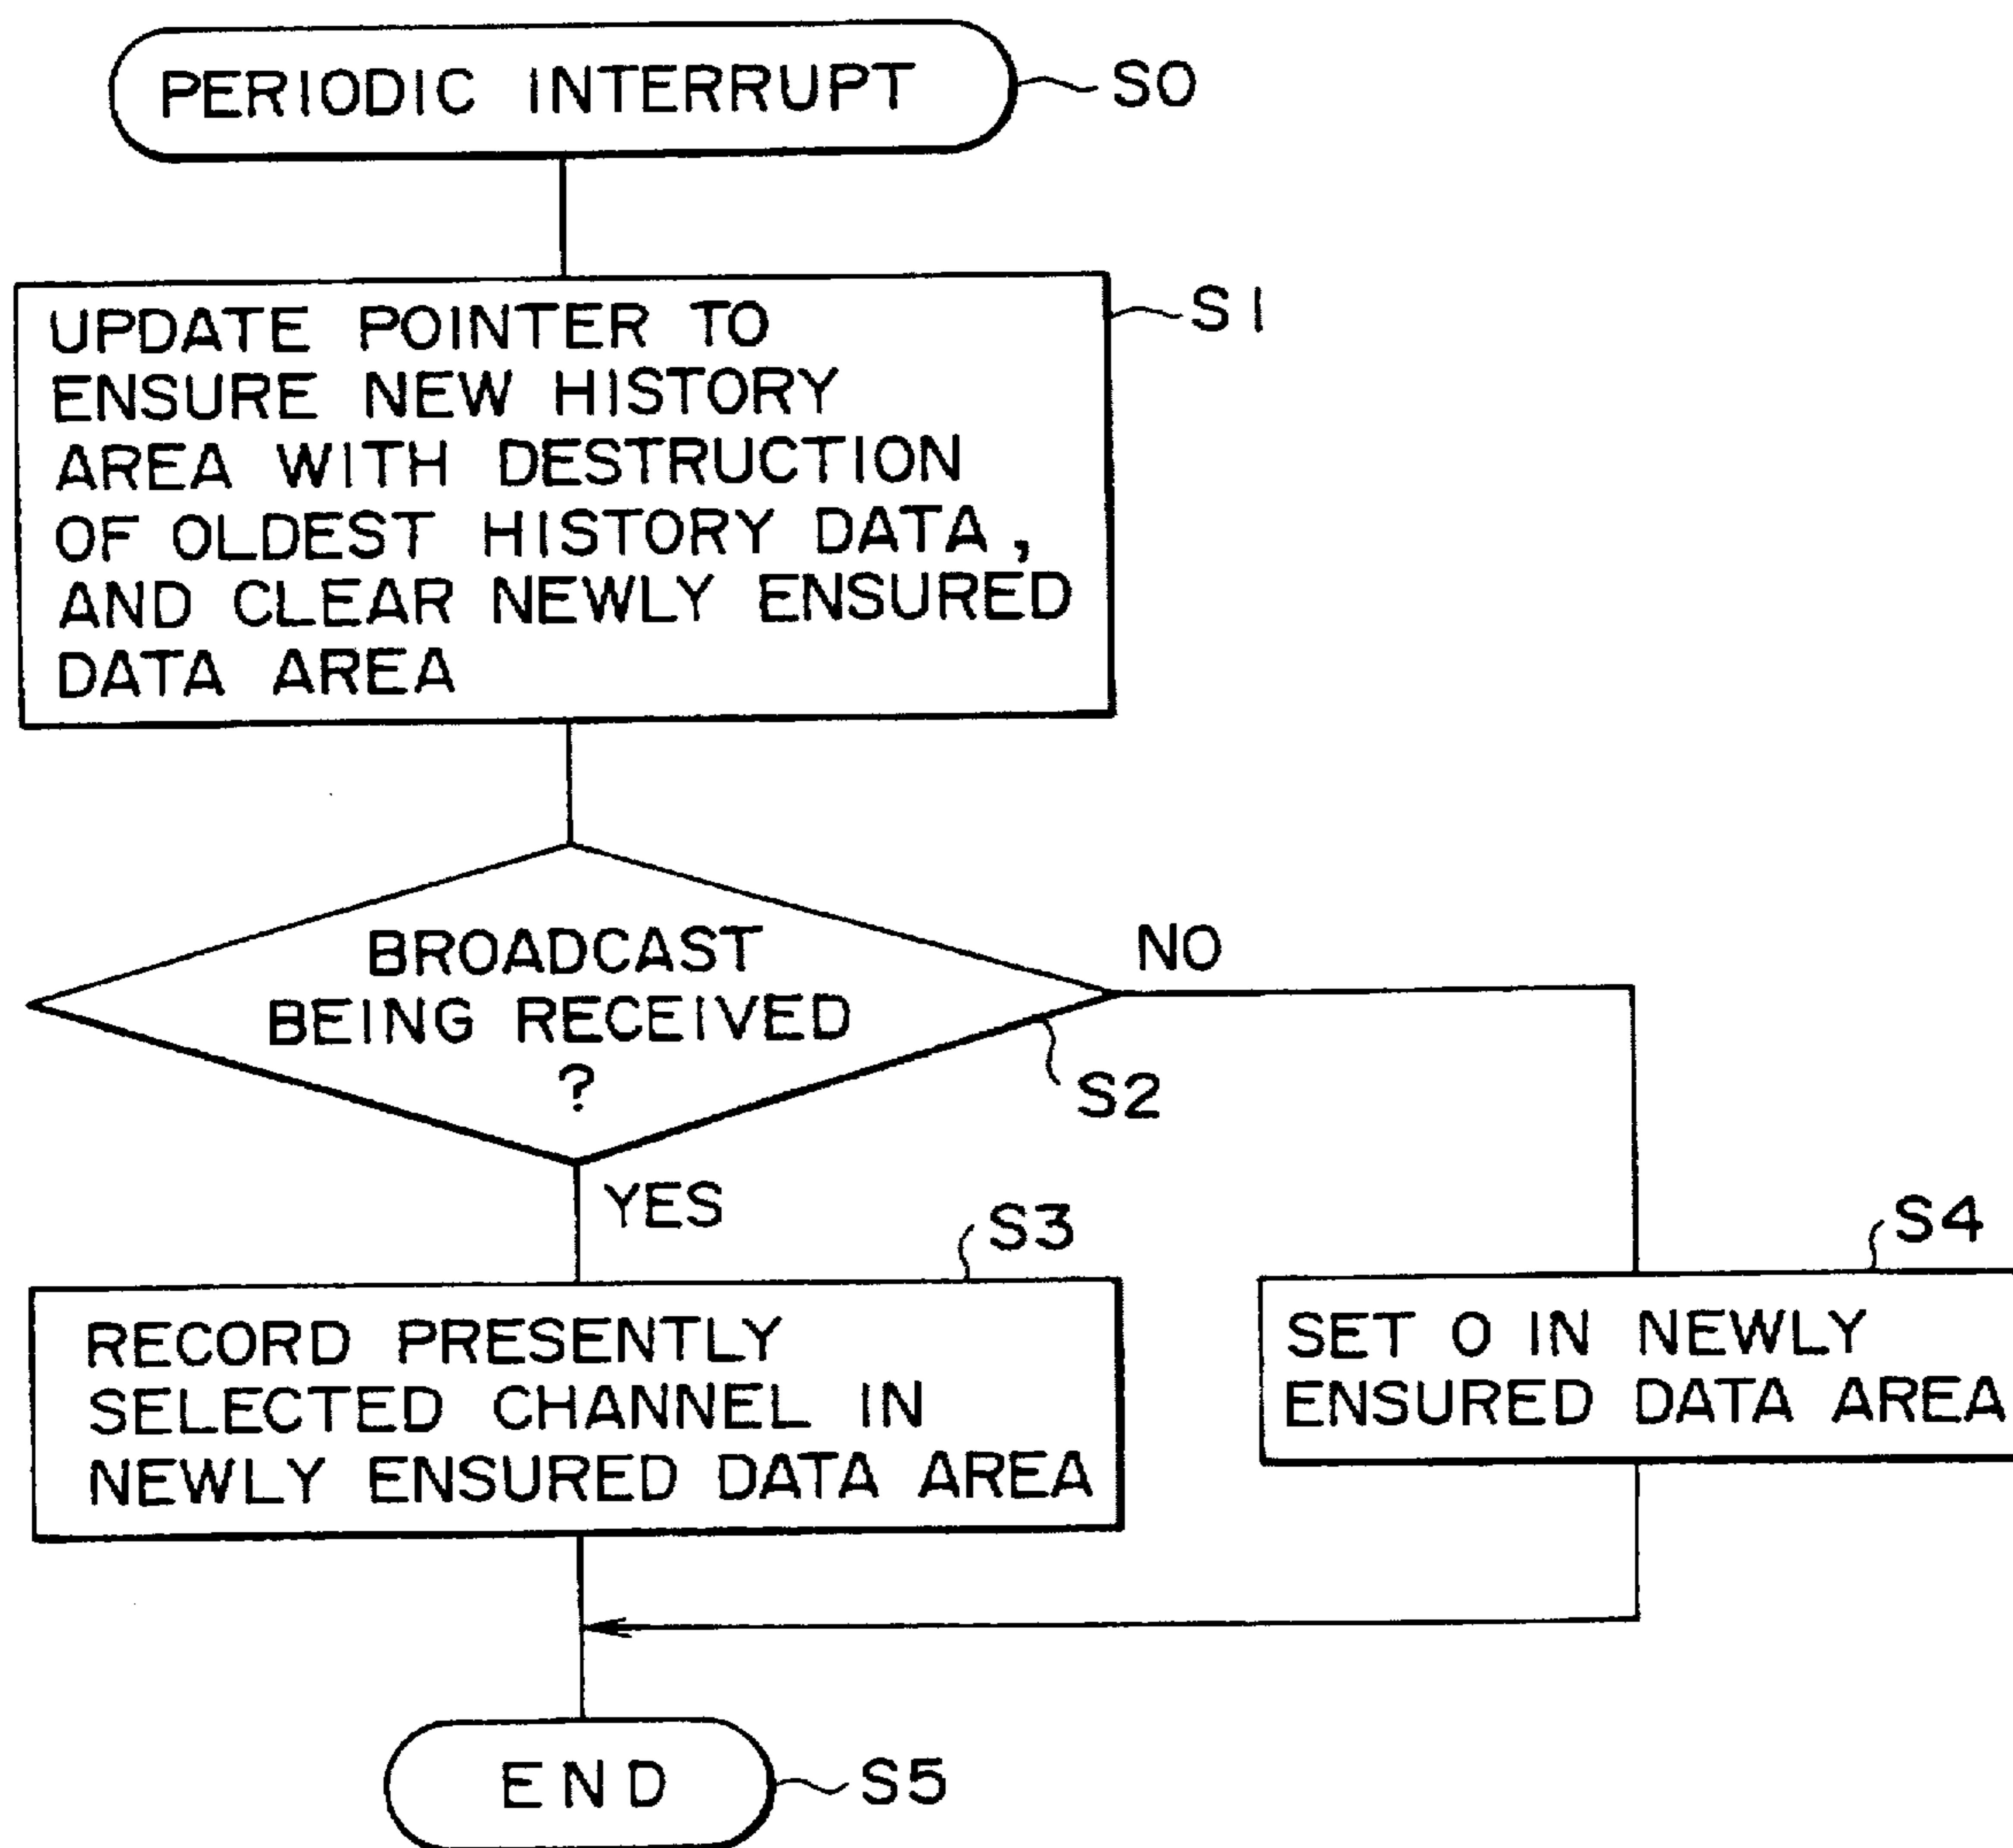 PERIODIC INTERRUPT
S0
UPDATE POINTER TO
ENSURE NEW HISTORY
AREA WITH DESTRUCTION
OF OLDEST HISTORY DATA,
AND CLEAR NEWLY ENSURED
DATA AREA
S1
BROADCAST
BEING RECEIVED
?
NO
S2
YES
S3
RECORD PRESENTLY
SELECTED CHANNEL IN
NEWLY ENSURED DATA AREA
S4
SET 0 IN NEWLY
ENSURED DATA AREA
END
S5